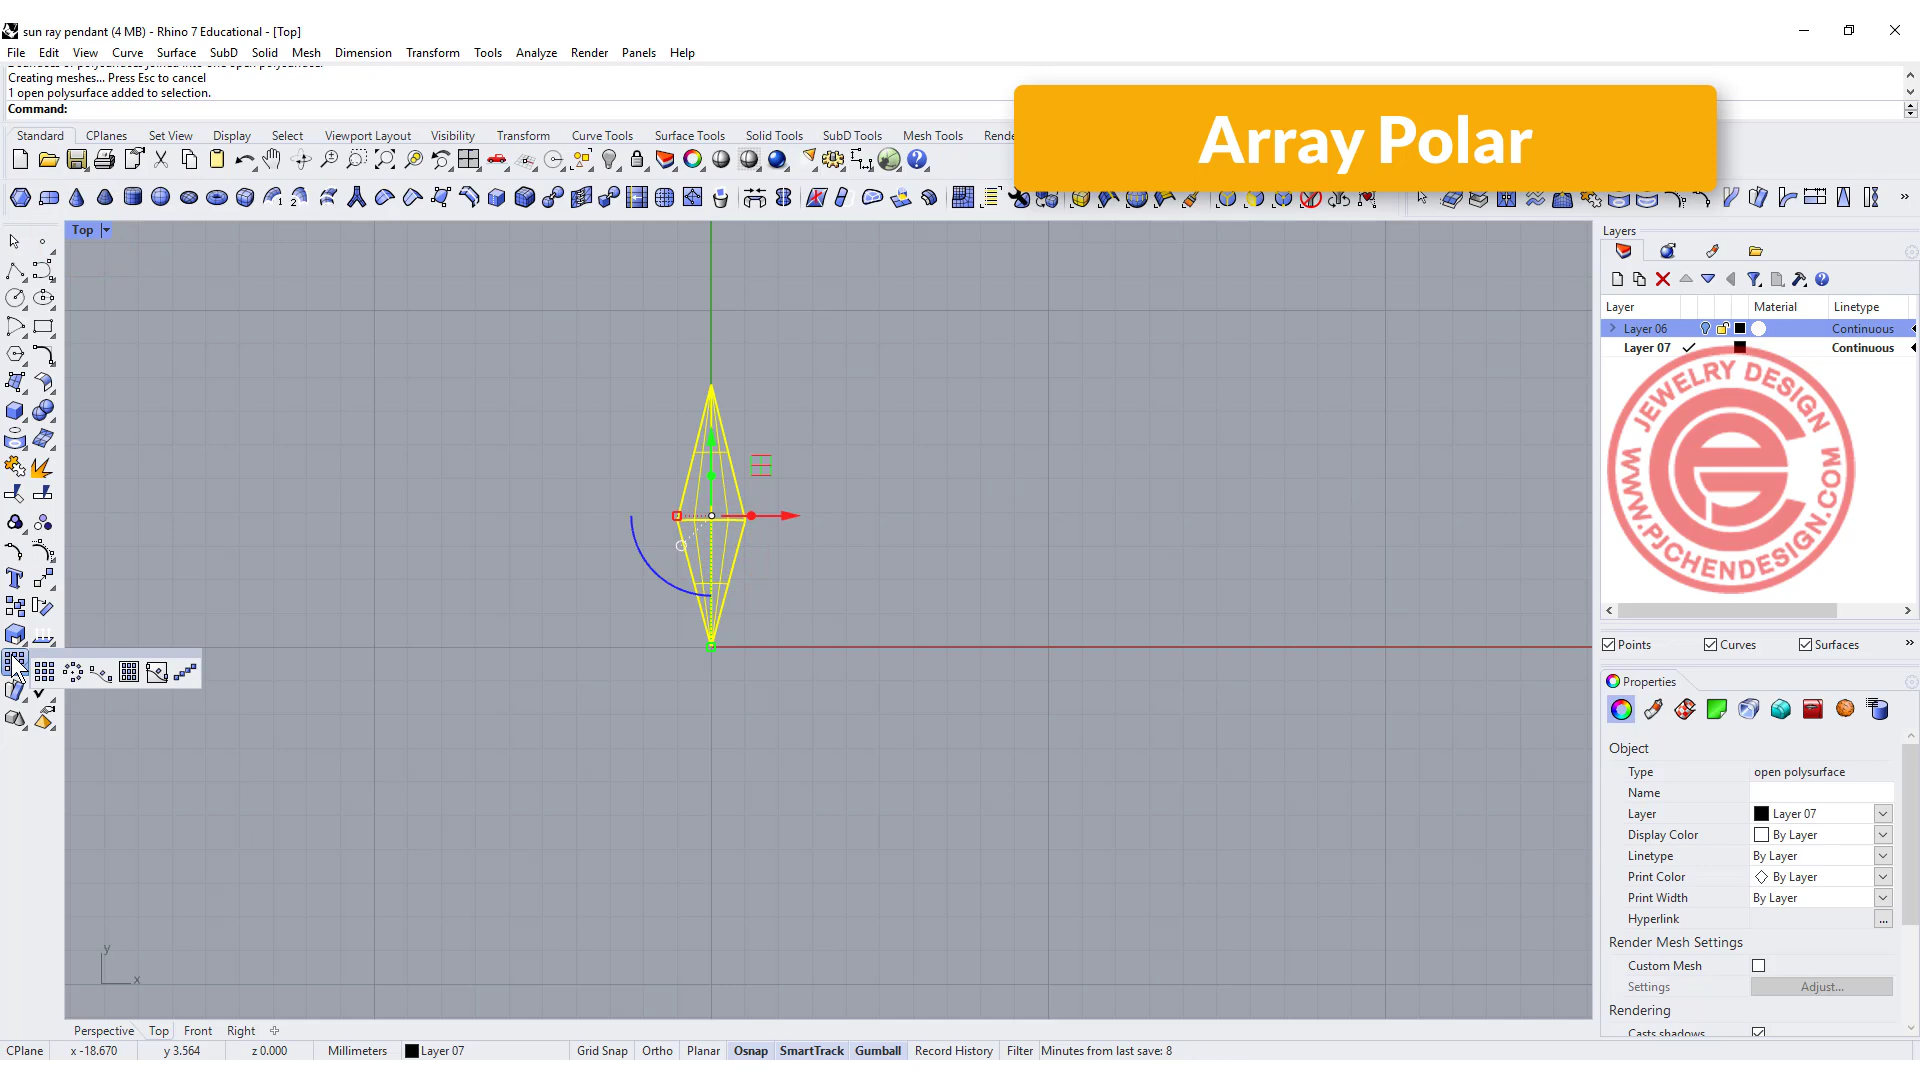 sun ray pendant (4 MB) - Rhino 7 Educational - [Top]
File Edit View Curve Surface SubD Solid Mesh Dimension Transform Tools Analyze Render Panels Help
Creating meshes... Press Esc to cancel
1 open polysurface added to selection.
Command:
Array Polar
Standard CPlanes Set View Display Select Viewport Layout Visibility Transform Curve Tools Surface Tools Solid Tools SubD Tools Mesh Tools
Top
Layers
Layer Material Linetype
Layer 06 Continuous
Layer 07 Continuous
JEWELRY DESIGN
WWW.PJCHENDESIGN.COM
Points Curves Surfaces
Properties
Object
Type open polysurface
Name
Layer Layer 07
Display Color By Layer
Linetype By Layer
Print Color By Layer
Print Width By Layer
Hyperlink ...
Render Mesh Settings
Custom Mesh
Settings Adjust...
Rendering
Casts shadows
y
x
Perspective Top Front Right
CPlane x -18.670 y 3.564 z 0.000 Millimeters Layer 07 Grid Snap Ortho Planar Osnap SmartTrack Gumball Record History Filter Minutes from last save: 8